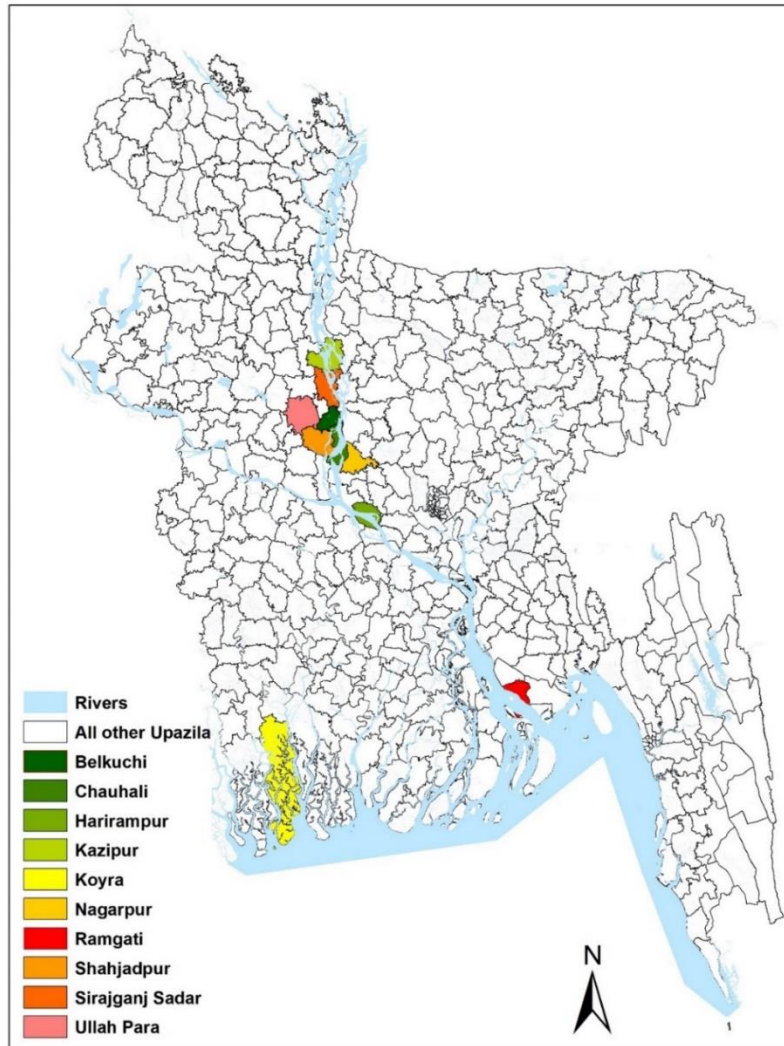 Rivers
All other Upazila
Belkuchi
Chauhali
Harirampur
Kazipur
Koyra
Nagarpur
Ramgati
Shahjadpur
Sirajganj Sadar
Ullah Para
N
1